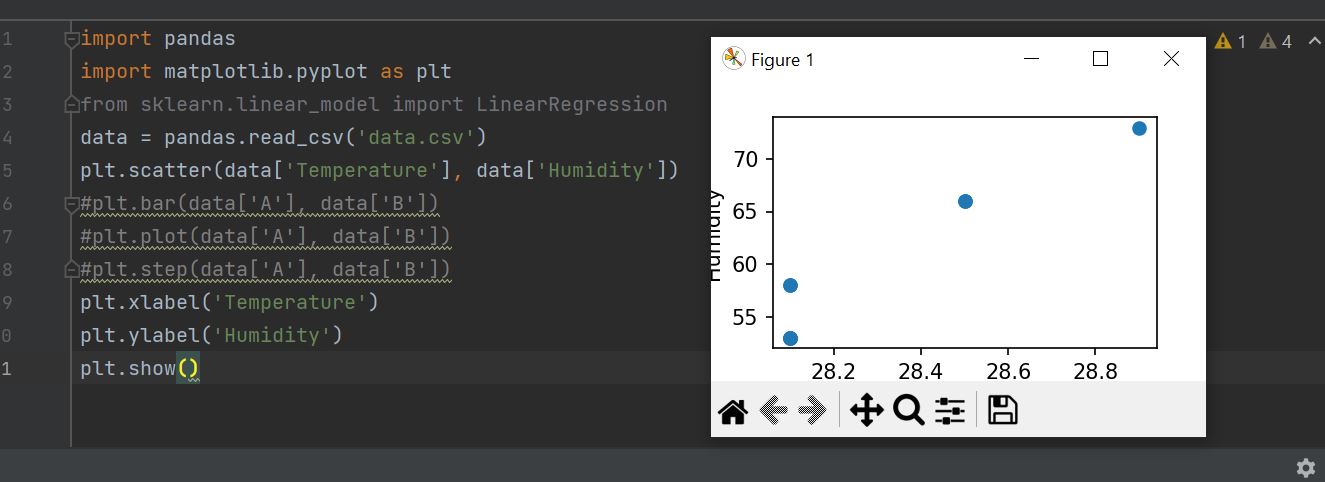 1 import pandas
2 import matplotlib.pyplot as plt
3 from sklearn.linear_model import LinearRegression
4 data = pandas.read_csv('data.csv')
5 plt.scatter(data['Temperature'], data['Humidity'])
6 #plt.bar(data['A'], data['B'])
7 #plt.plot(data['A'], data['B'])
8 #plt.step(data['A'], data['B'])
9 plt.xlabel('Temperature')
0 plt.ylabel('Humidity')
1 plt.show()
1 4
Figure 1
Humidity
70
65
60
55
28.2 28.4 28.6 28.8